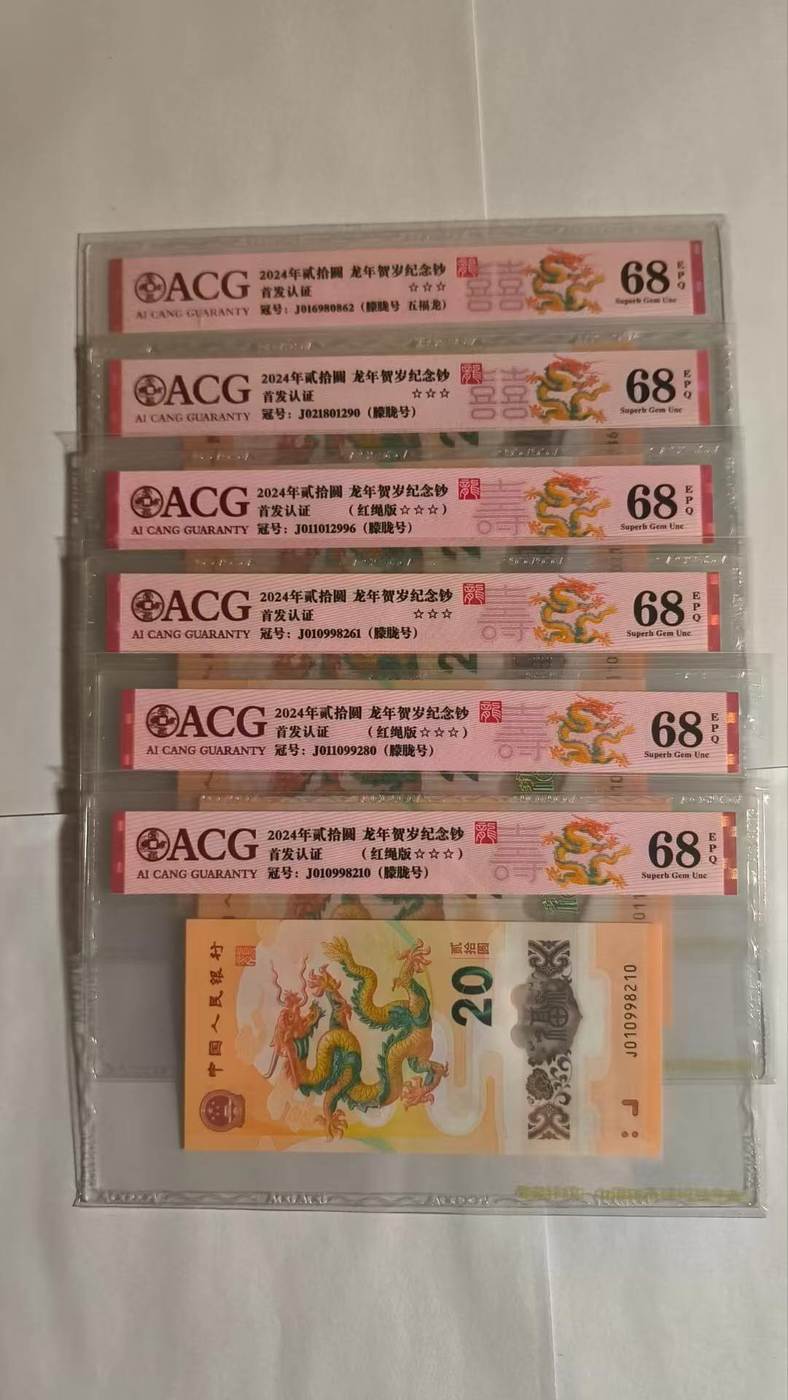 ACG
AI CANG GUARANTY
2024年贰拾圆 龙年贺岁纪念钞
首发认证 ☆☆☆
冠号：J016980862（朦胧号 五福龙）
龍
囍
68
EPQ
Superb Gem Unc
ACG
AI CANG GUARANTY
2024年贰拾圆 龙年贺岁纪念钞
首发认证 ☆☆☆
冠号：J021801290（朦胧号）
龍
囍
68
EPQ
Superb Gem Unc
ACG
AI CANG GUARANTY
2024年贰拾圆 龙年贺岁纪念钞
首发认证 （红绳版☆☆☆）
冠号：J011012996（朦胧号）
龍
68
EPQ
Superb Gem Unc
ACG
AI CANG GUARANTY
2024年贰拾圆 龙年贺岁纪念钞
首发认证 ☆☆☆
冠号：J010998261（朦胧号）
龍
68
EPQ
Superb Gem Unc
ACG
AI CANG GUARANTY
2024年贰拾圆 龙年贺岁纪念钞
首发认证 （红绳版☆☆☆）
冠号：J011099280（朦胧号）
龍
68
EPQ
Superb Gem Unc
ACG
AI CANG GUARANTY
2024年贰拾圆 龙年贺岁纪念钞
首发认证 （红绳版☆☆☆）
冠号：J010998210（朦胧号）
龍
68
EPQ
Superb Gem Unc
中国人民银行
贰拾圆
20
福
J010998210